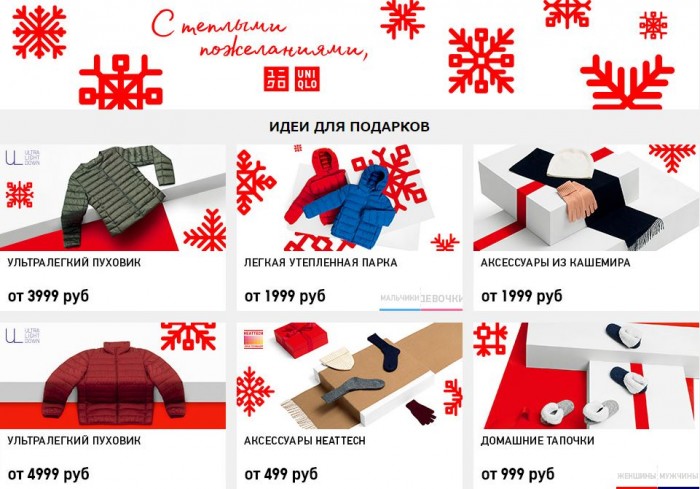 С теплыми
пожеланиями,
UNI
QLO
ИДЕИ ДЛЯ ПОДАРКОВ
ULTRA
LIGHT
DOWN
УЛЬТРАЛЕГКИЙ ПУХОВИК
от 3999 руб
ЛЕГКАЯ УТЕПЛЕННАЯ ПАРКА
от 1999 руб
МАЛЬЧИКИ
ДЕВОЧКИ
АКСЕССУАРЫ ИЗ КАШЕМИРА
от 1999 руб
ULTRA
LIGHT
DOWN
УЛЬТРАЛЕГКИЙ ПУХОВИК
от 4999 руб
HEATTECH
АКСЕССУАРЫ HEATTECH
от 499 руб
ДОМАШНИЕ ТАПОЧКИ
от 999 руб
ЖЕНЩИНЫ
МУЖЧИНЫ